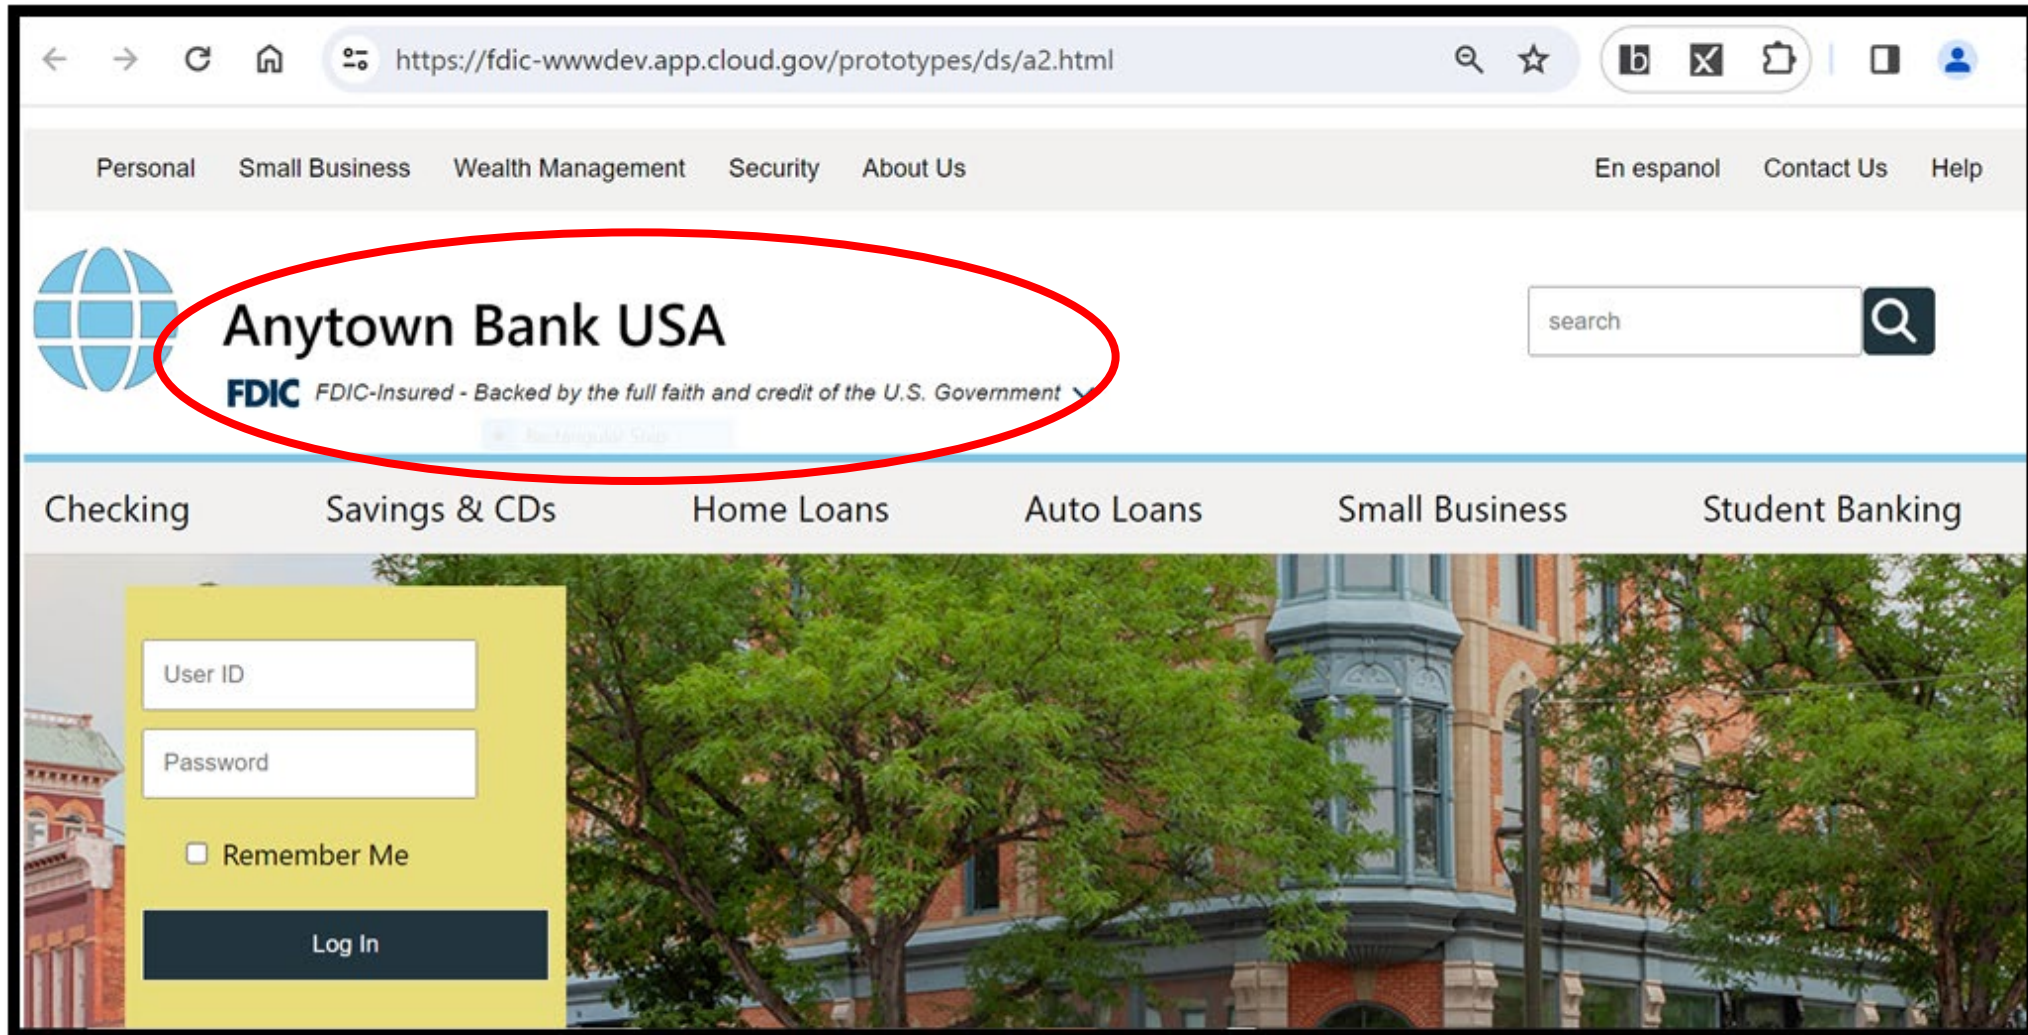 https://fdic-wwwdev.app.cloud.gov/prototypes/ds/a2.html
Personal Small Business Wealth Management Security About Us En espanol Contact Us Help
Anytown Bank USA
search
FDIC FDIC-Insured - Backed by the full faith and credit of the U.S. Government
Checking Savings & CDs Home Loans Auto Loans Small Business Student Banking
User ID
Password
Remember Me
Log In